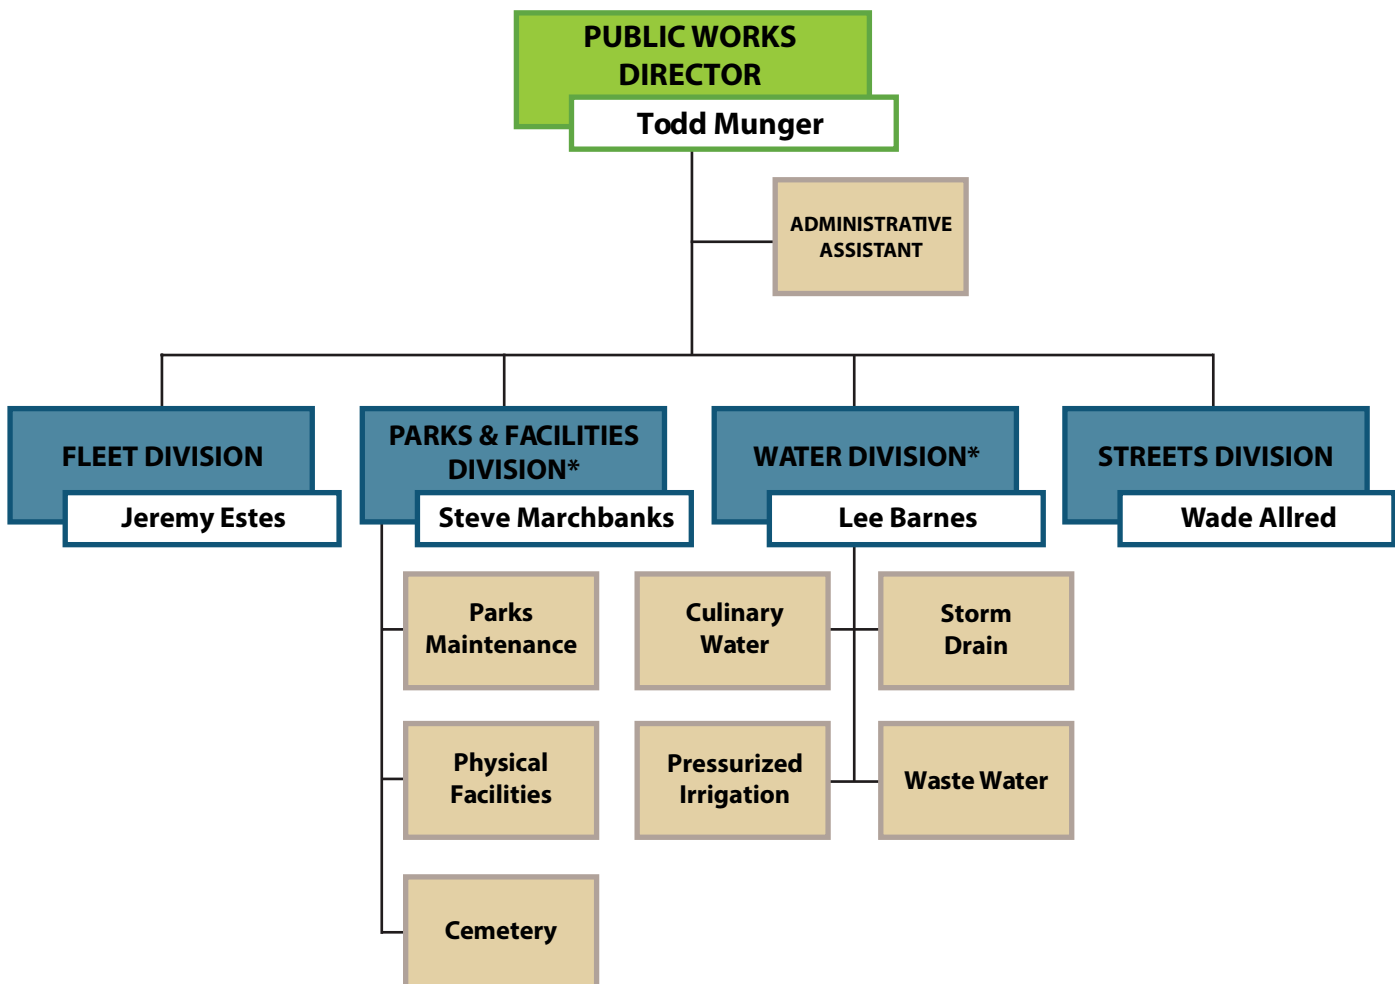 PUBLIC WORKS
DIRECTOR
Todd Munger
ADMINISTRATIVE
ASSISTANT
FLEET DIVISION
Jeremy Estes
PARKS & FACILITIES
DIVISION*
Steve Marchbanks
WATER DIVISION*
Lee Barnes
STREETS DIVISION
Wade Allred
Parks
Maintenance
Culinary
Water
Storm
Drain
Physical
Facilities
Pressurized
Irrigation
Waste Water
Cemetery